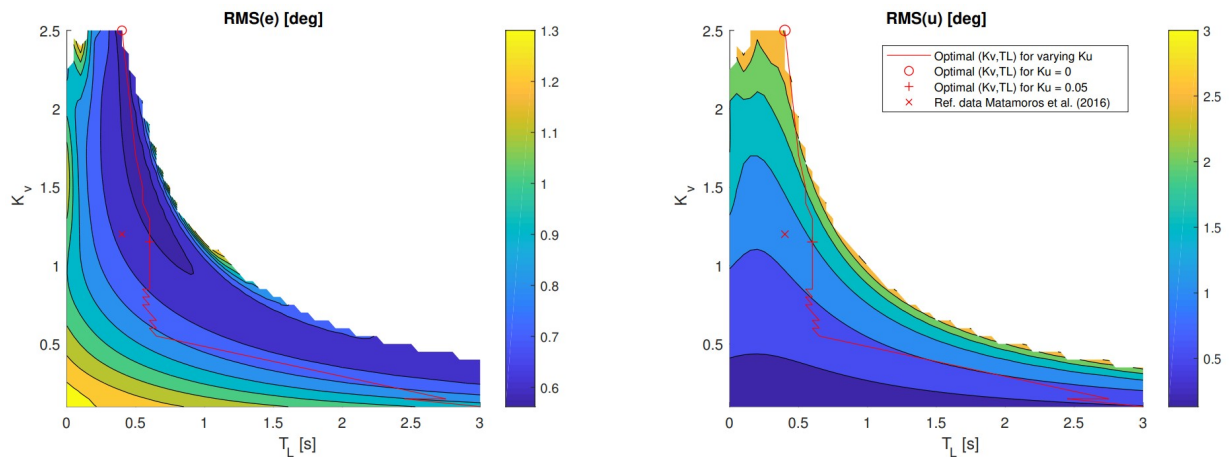 RMS(e) [deg]
2.5
2
1.5
1
0.5
K_v
0 0.5 1 1.5 2 2.5 3
T_L [s]
1.3
1.2
1.1
1
0.9
0.8
0.7
0.6
RMS(u) [deg]
2.5
2
1.5
1
0.5
K_v
0 0.5 1 1.5 2 2.5 3
T_L [s]
Optimal (Kv,TL) for varying Ku
Optimal (Kv,TL) for Ku = 0
Optimal (Kv,TL) for Ku = 0.05
Ref. data Matamoros et al. (2016)
3
2.5
2
1.5
1
0.5